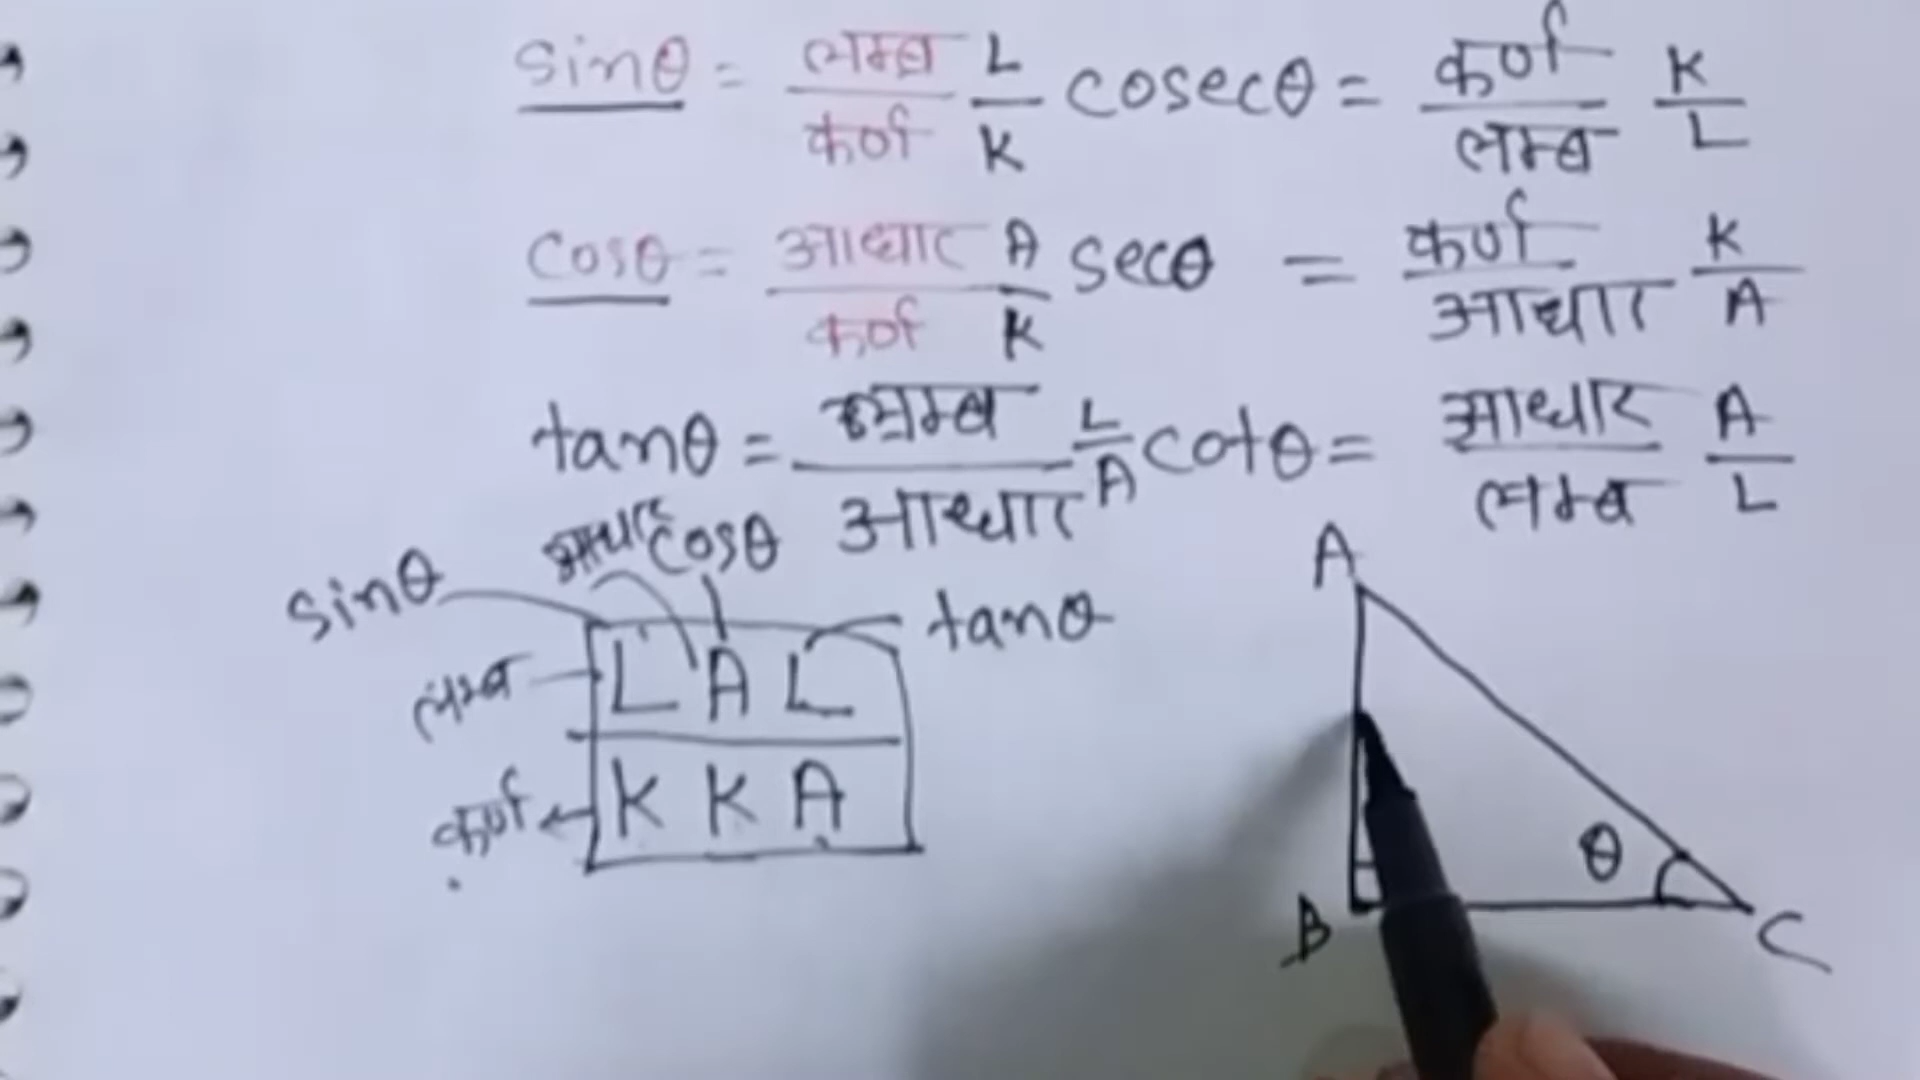 sinθ = लम्ब/कर्ण L/K cosecθ = कर्ण/लम्ब K/L
cosθ = आधार/कर्ण A/K secθ = कर्ण/आधार K/A
tanθ = लम्ब/आधार L/A cotθ = आधार/लम्ब A/L
sinθ आधार cosθ tanθ
लम्ब L A L
कर्ण K K A
A
θ
B C